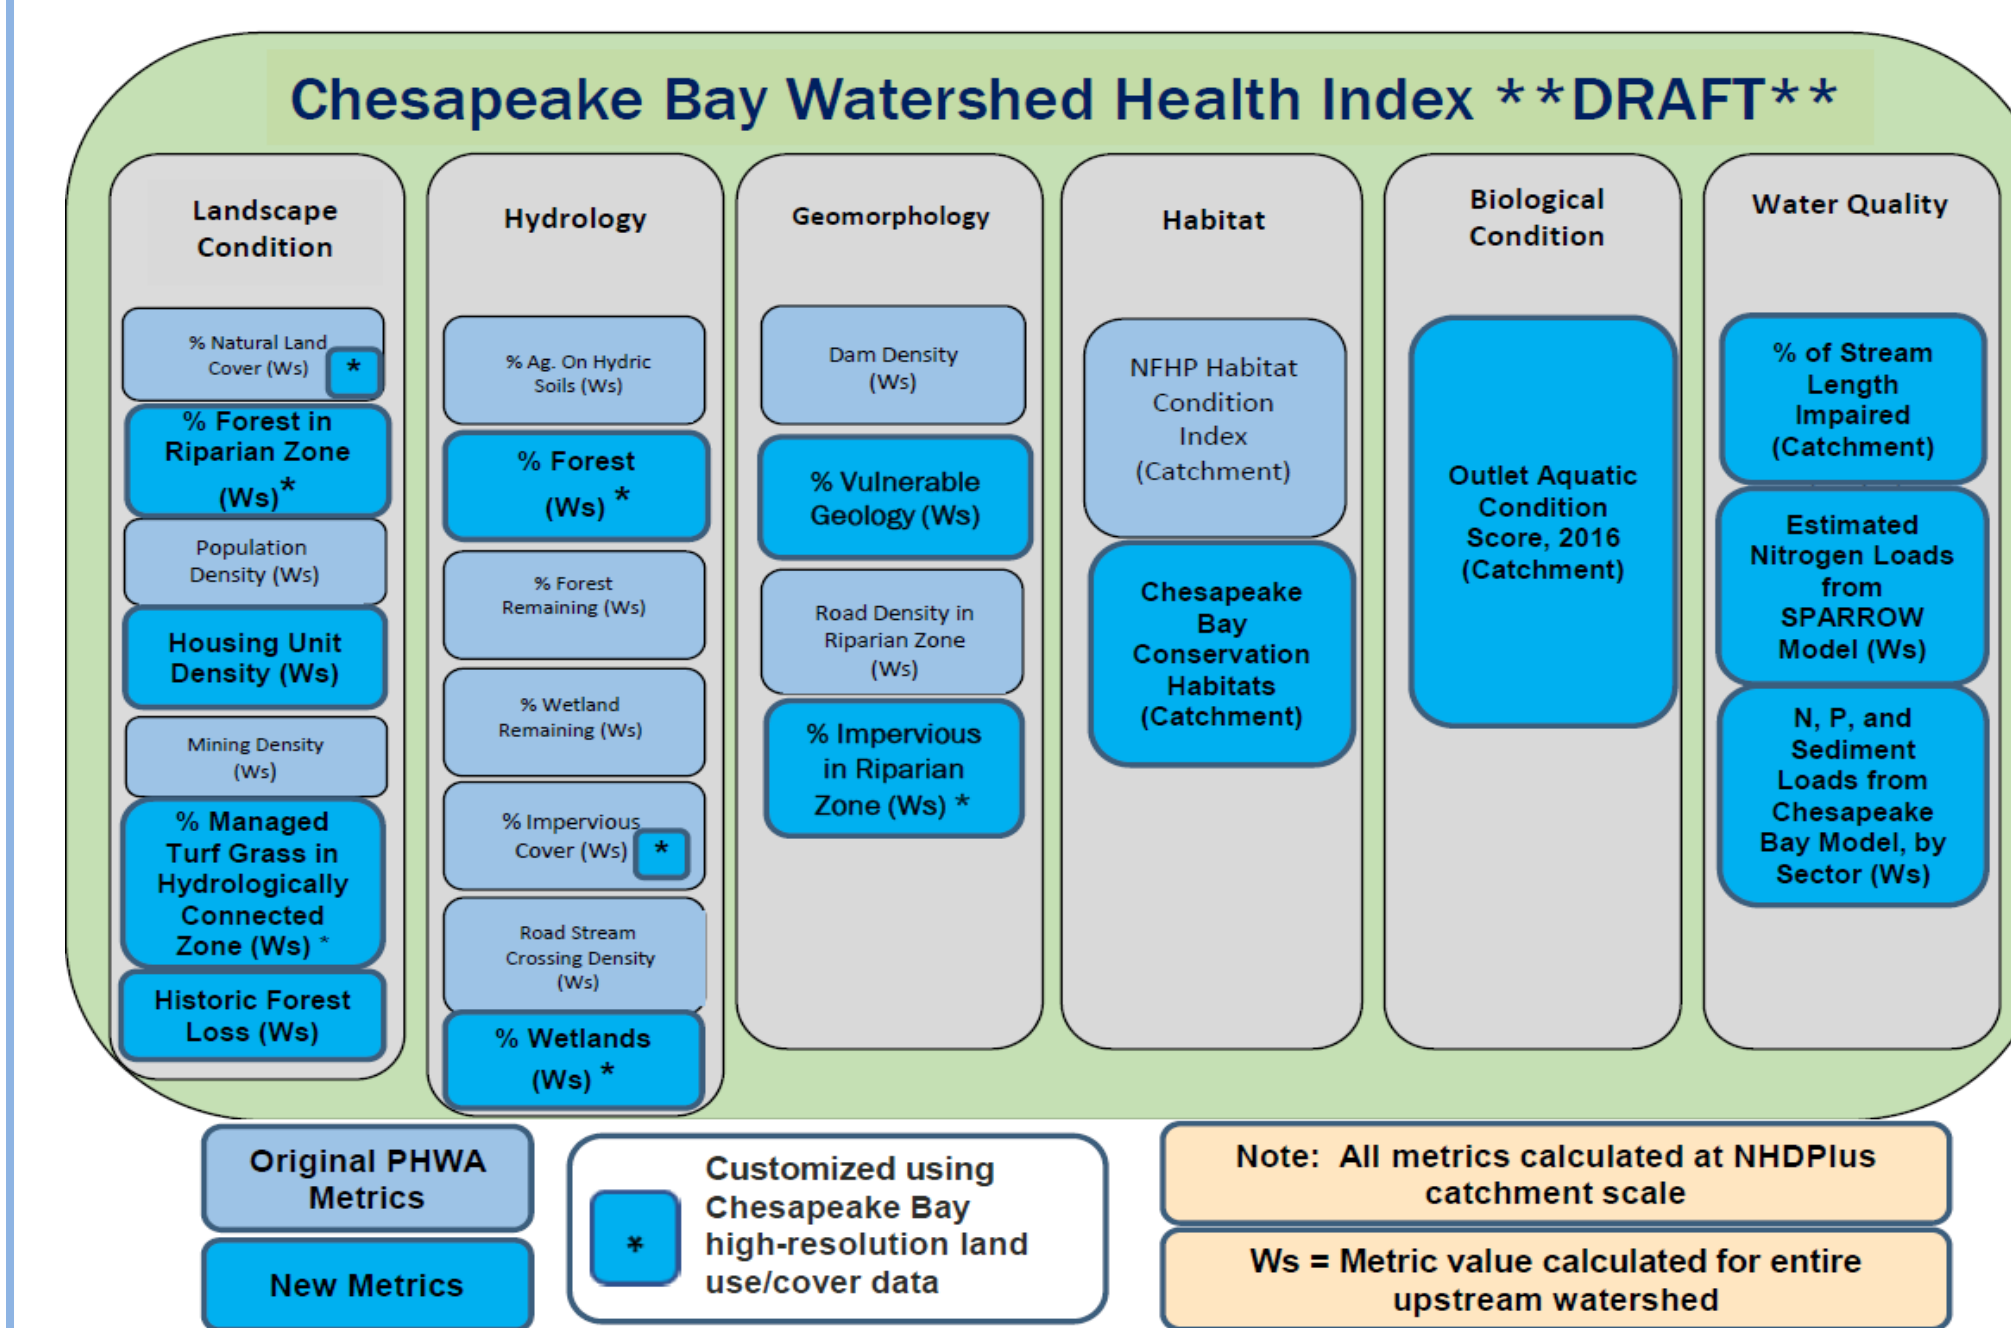 Chesapeake Bay Watershed Health Index **DRAFT**
Landscape
Condition
% Natural Land
Cover (Ws)
*
% Forest in
Riparian Zone
(Ws)*
Population
Density (Ws)
Housing Unit
Density (Ws)
Mining Density
(Ws)
% Managed
Turf Grass in
Hydrologically
Connected
Zone (Ws) *
Historic Forest
Loss (Ws)
Hydrology
% Ag. On Hydric
Soils (Ws)
% Forest
(Ws) *
% Forest
Remaining (Ws)
% Wetland
Remaining (Ws)
% Impervious
Cover (Ws)
*
Road Stream
Crossing Density
(Ws)
% Wetlands
(Ws) *
Geomorphology
Dam Density
(Ws)
% Vulnerable
Geology (Ws)
Road Density in
Riparian Zone
(Ws)
% Impervious
in Riparian
Zone (Ws) *
Habitat
NFHP Habitat
Condition
Index
(Catchment)
Chesapeake
Bay
Conservation
Habitats
(Catchment)
Biological
Condition
Outlet Aquatic
Condition
Score, 2016
(Catchment)
Water Quality
% of Stream
Length
Impaired
(Catchment)
Estimated
Nitrogen Loads
from
SPARROW
Model (Ws)
N, P, and
Sediment
Loads from
Chesapeake
Bay Model, by
Sector (Ws)
Original PHWA
Metrics
New Metrics
*
Customized using
Chesapeake Bay
high-resolution land
use/cover data
Note: All metrics calculated at NHDPlus
catchment scale
Ws = Metric value calculated for entire
upstream watershed